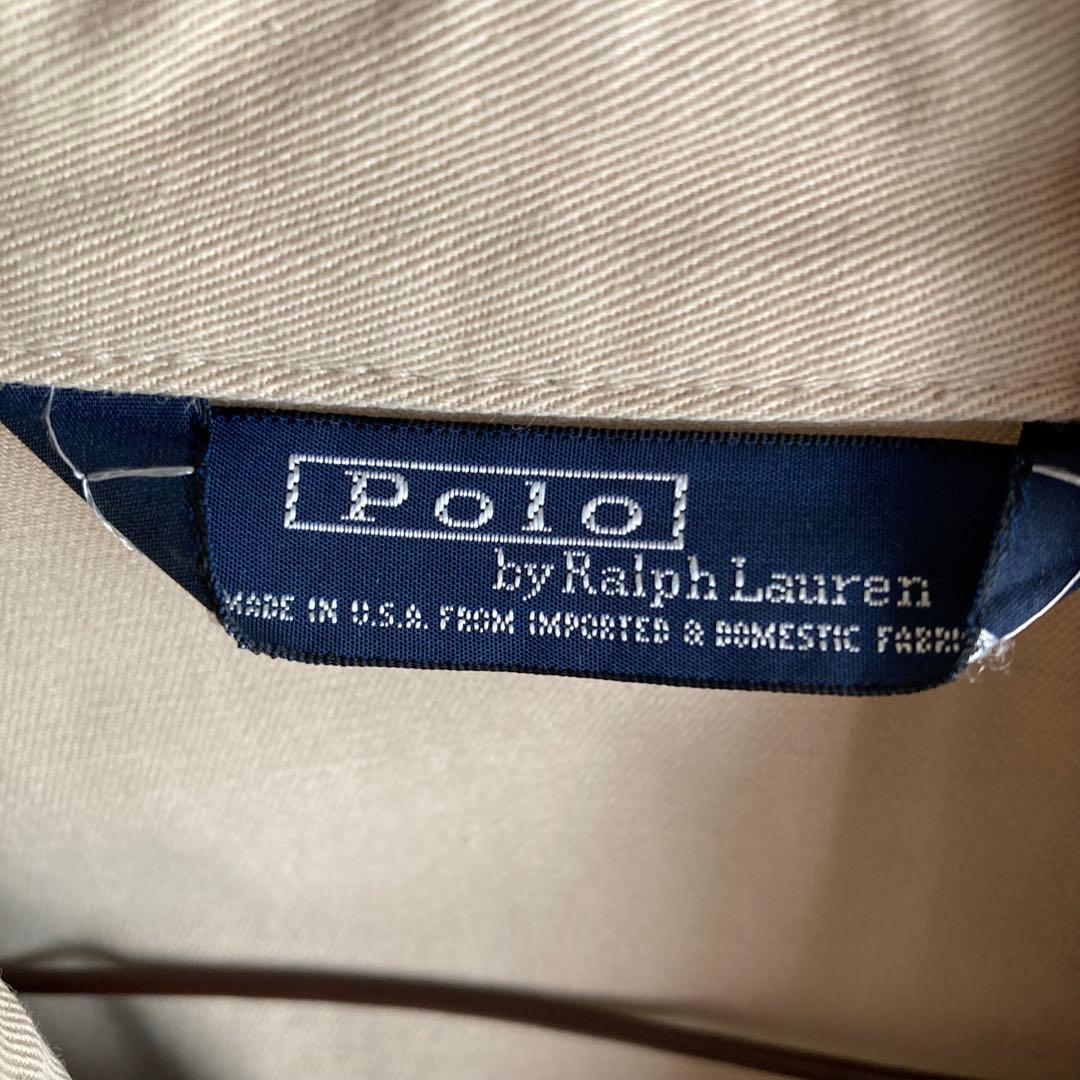 Polo
by Ralph Lauren
MADE IN U.S.A. FROM IMPORTED & DOMESTIC